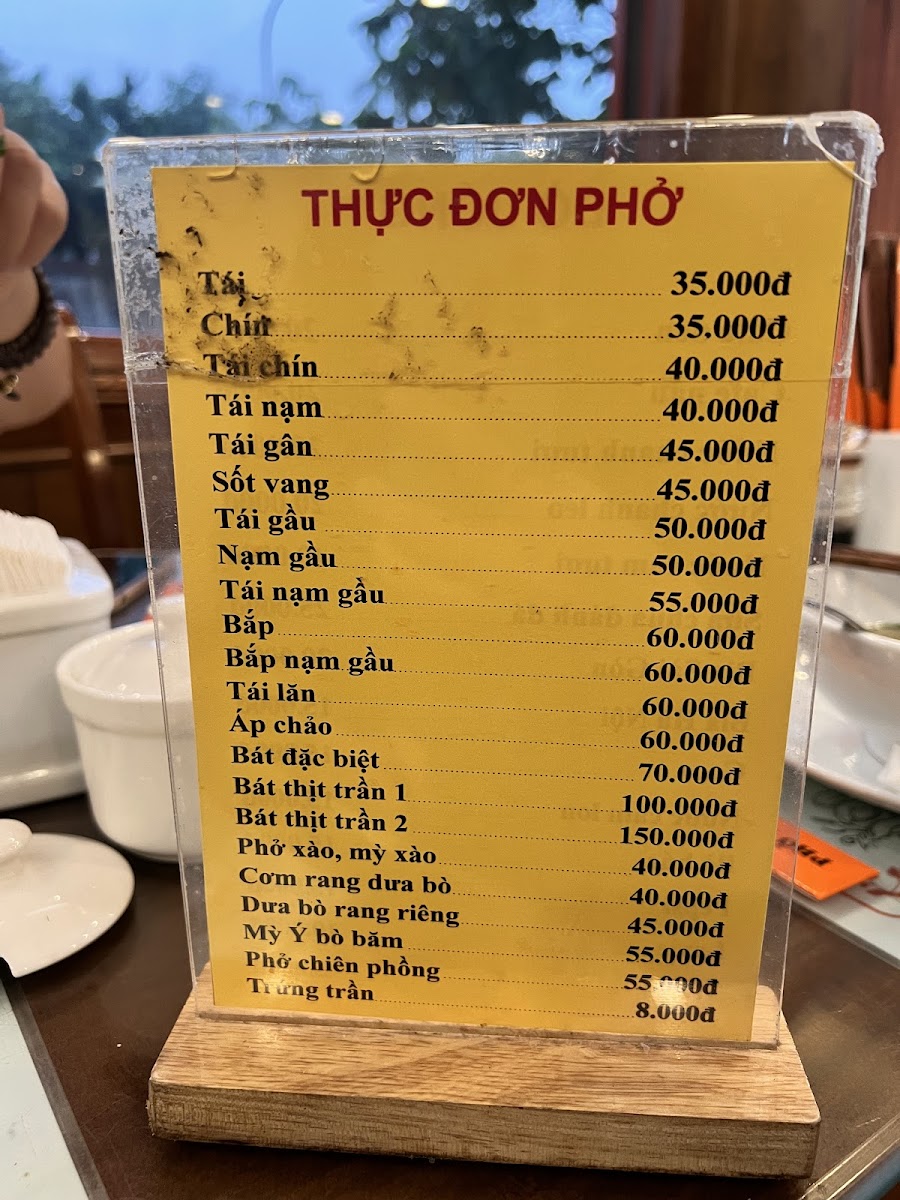 THỰC ĐƠN PHỞ
Tái 35.000đ
Chín 35.000đ
Tái chín 40.000đ
Tái nạm 40.000đ
Tái gân 45.000đ
Sốt vang 45.000đ
Tái gầu 50.000đ
Nạm gầu 50.000đ
Tái nạm gầu 55.000đ
Bắp 60.000đ
Bắp nạm gầu 60.000đ
Tái lăn 60.000đ
Áp chảo 60.000đ
Bát đặc biệt 70.000đ
Bát thịt trần 1 100.000đ
Bát thịt trần 2 150.000đ
Phở xào, mỳ xào 40.000đ
Cơm rang dưa bò 40.000đ
Dưa bò rang riêng 45.000đ
Mỳ Ý bò băm 55.000đ
Phở chiên phồng 55.000đ
Trứng trần 8.000đ
PHỞ